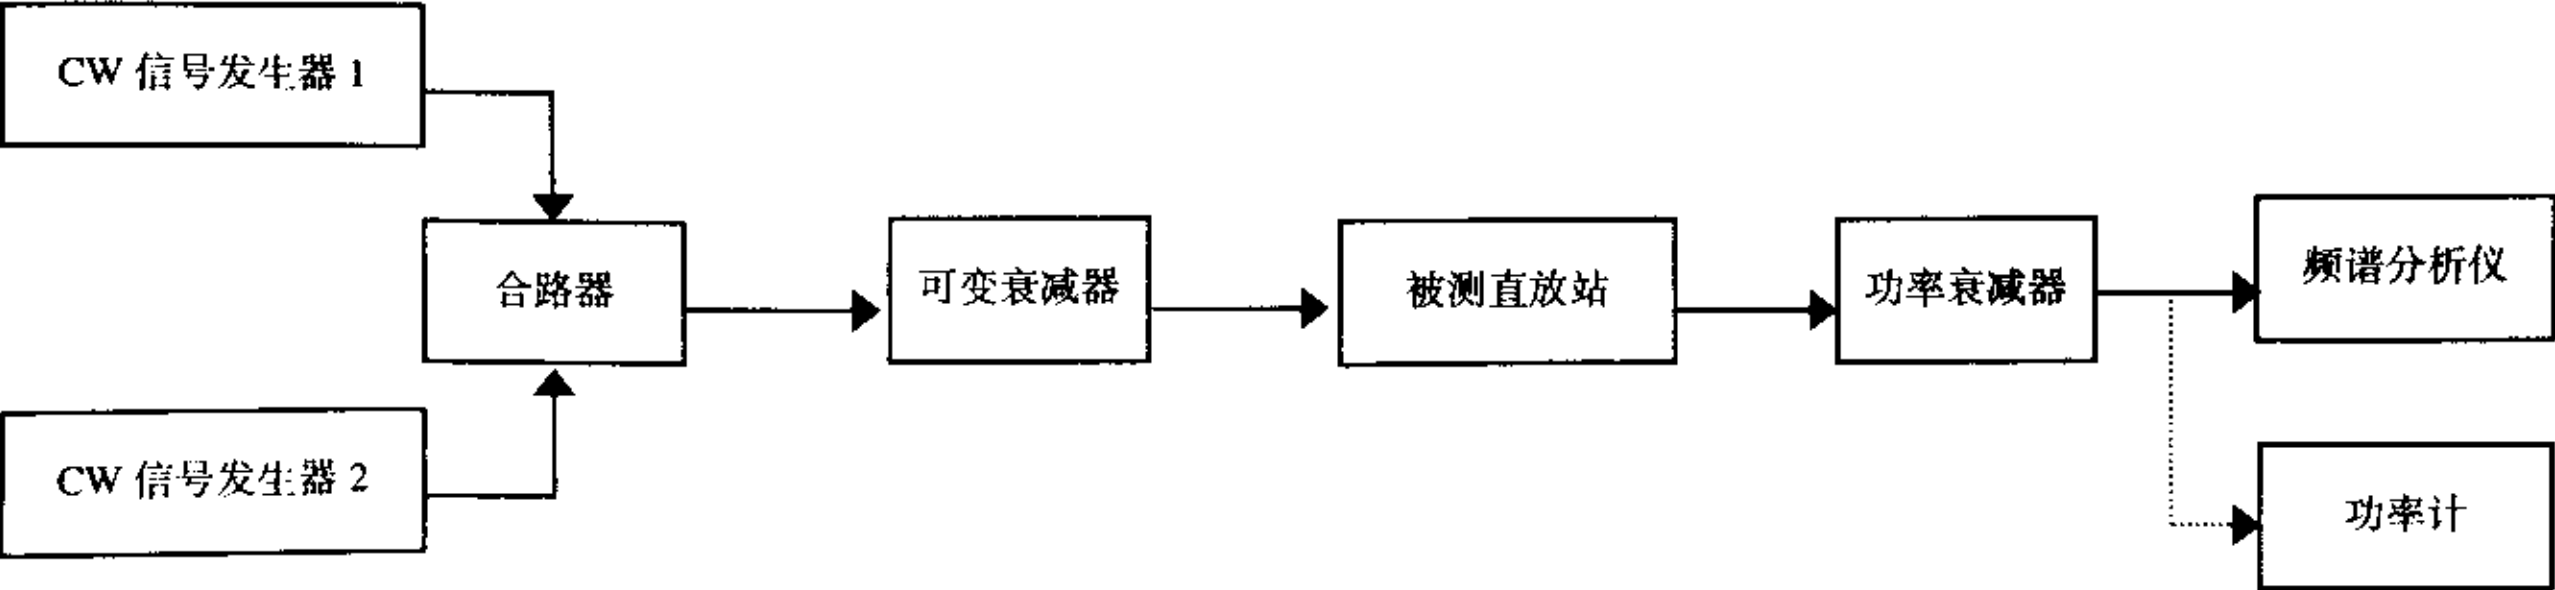 CW 信号发生器 1
合路器
可变衰减器
被测直放站
功率衰减器
频谱分析仪
CW 信号发生器 2
功率计